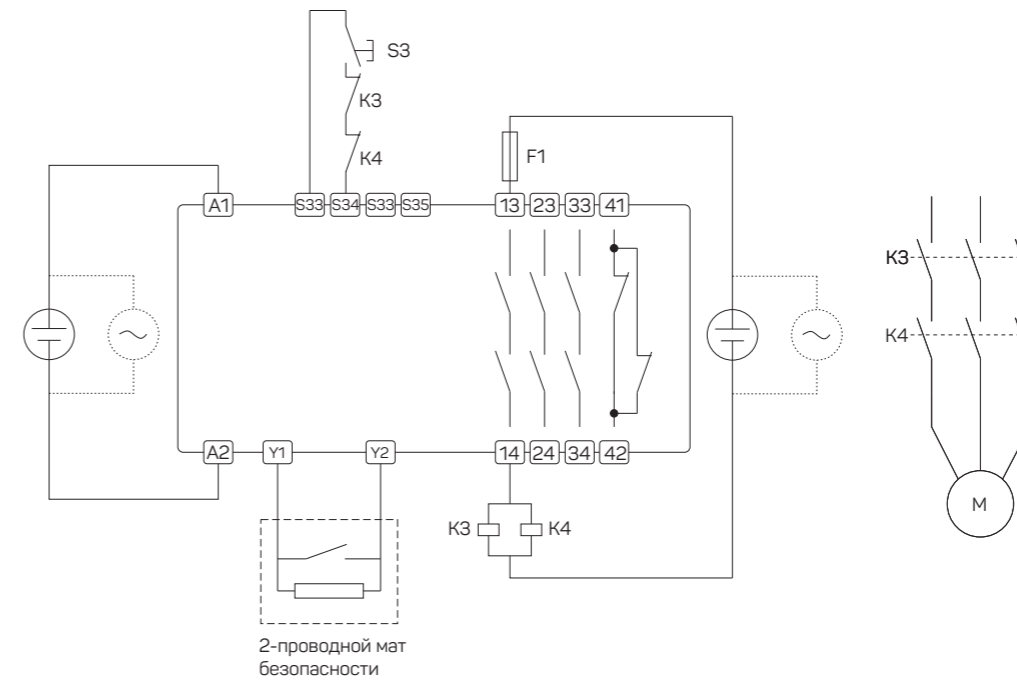 S3
K3
K4
F1
A1
S33
S34
S33
S35
13
23
33
41
K3
K4
A2
Y1
Y2
14
24
34
42
K3
K4
M
2-проводной мат
безопасности